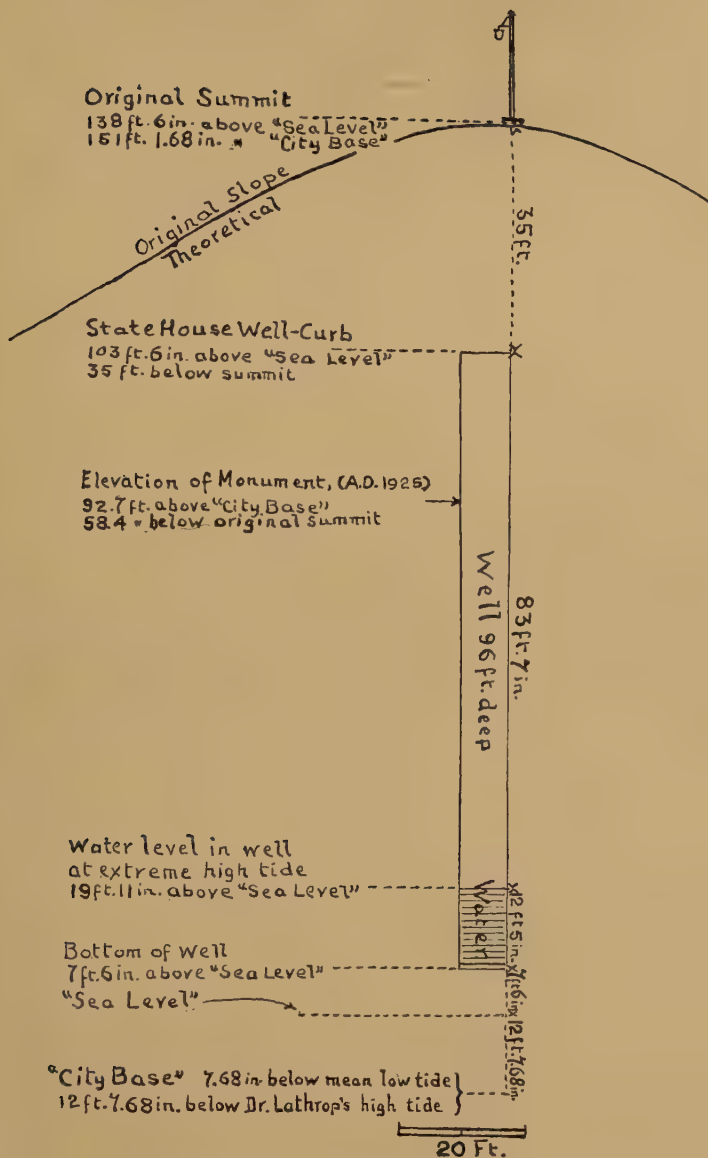 Original Summit
138 ft. 6 in. above "Sea Level"
151 ft. 1.68 in. " "City Base"
Original Slope
Theoretical
35 ft.
State House Well-Curb
103 ft. 6 in. above "Sea Level"
35 ft. below summit
Elevation of Monument, (A.D. 1925)
92.7 ft. above "City Base"
58.4 " below original summit
Well 96 ft. deep
83 ft. 7 in.
Water level in well
at extreme high tide
19 ft. 11 in. above "Sea Level"
Water
12 ft 5 in.
Bottom of Well
7 ft. 6 in. above "Sea Level"
7 ft 6 in
"Sea Level"
12 ft. 7.68 in.
"City Base" 7.68 in. below mean low tide
12 ft. 7.68 in. below Dr. Lathrop's high tide
20 Ft.